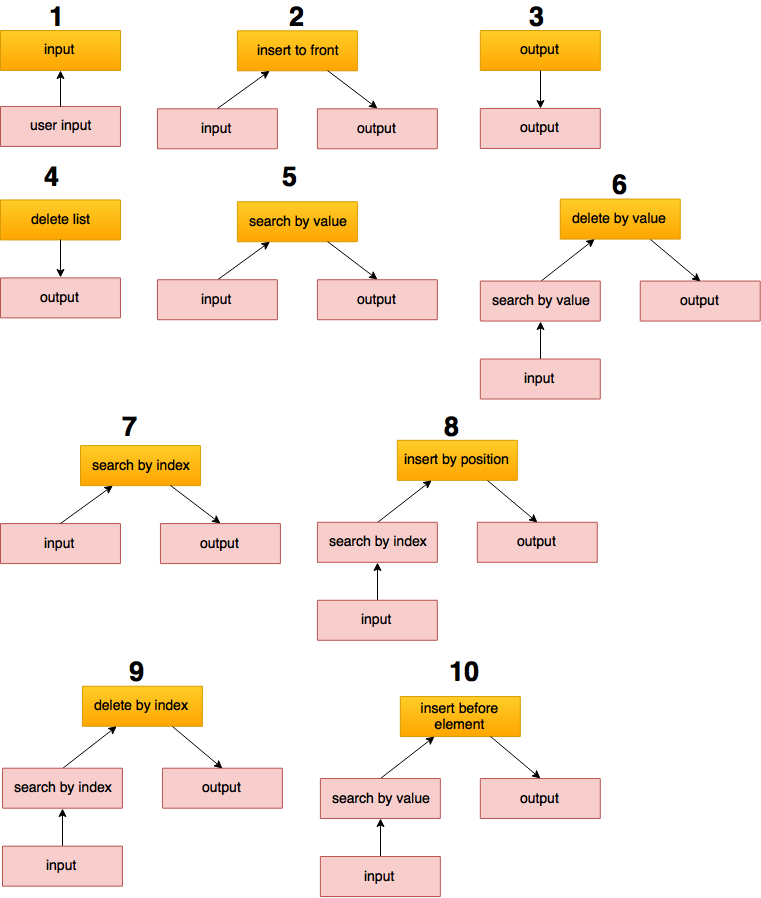 1
input
user input
2
insert to front
input
output
3
output
output
4
delete list
output
5
search by value
input
output
6
delete by value
search by value
output
input
7
search by index
input
output
8
insert by position
search by index
output
input
9
delete by index
search by index
output
input
10
insert before
element
search by value
output
input